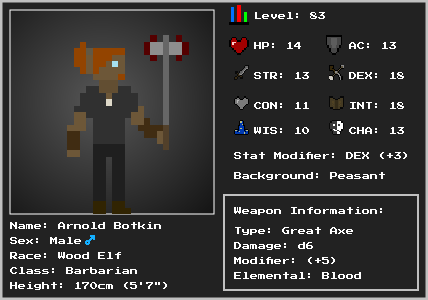 Level: 83
HP: 14
AC: 13
STR: 13
DEX: 18
CON: 11
INT: 18
WIS: 10
CHA: 13
Stat Modifier: DEX (+3)
Background: Peasant
Name: Arnold Botkin
Sex: Male♂
Race: Wood Elf
Class: Barbarian
Height: 170cm (5'7")
Weapon Information:
Type: Great Axe
Damage: d6
Modifier: (+5)
Elemental: Blood